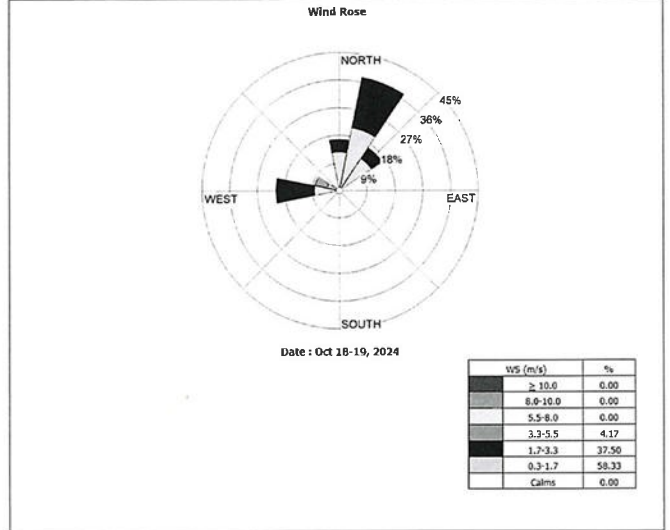 Wind Rose
NORTH
45%
36%
27%
18%
9%
WEST
EAST
SOUTH
Date : Oct 18-19, 2024
WS (m/s) %
≥ 10.0 0.00
8.0-10.0 0.00
5.5-8.0 0.00
3.3-5.5 4.17
1.7-3.3 37.50
0.3-1.7 58.33
Calms 0.00